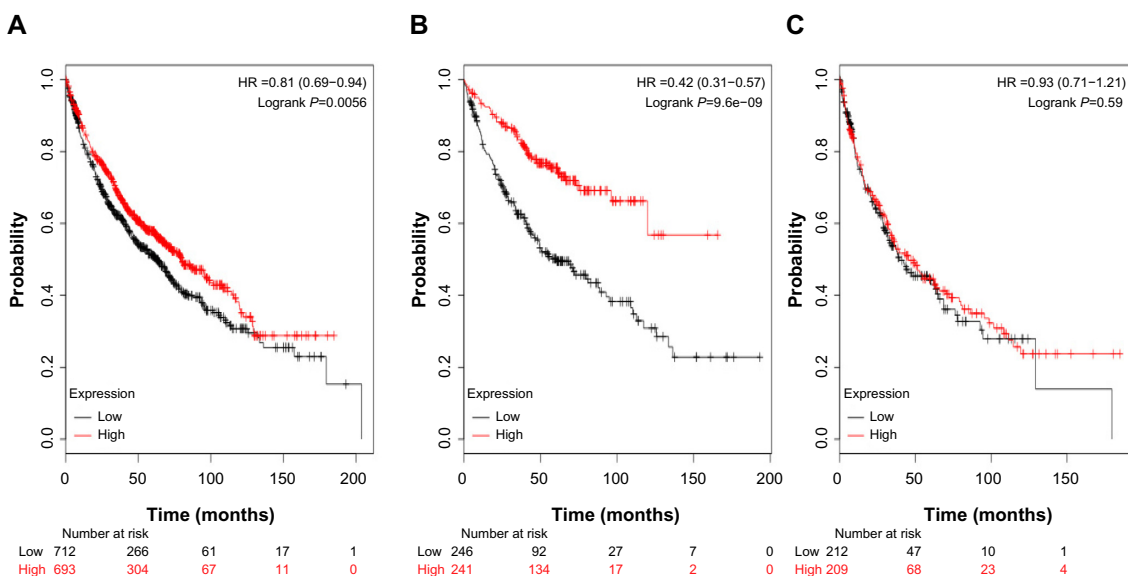 A
HR =0.81 (0.69−0.94)
Logrank P=0.0056
Probability
1.0
0.8
0.6
0.4
0.2
0.0
Expression
Low
High
0 50 100 150 200
Time (months)
Number at risk
Low 712 266 61 17 1
High 693 304 67 11 0
B
HR =0.42 (0.31−0.57)
Logrank P=9.6e−09
Probability
1.0
0.8
0.6
0.4
0.2
0.0
Expression
Low
High
0 50 100 150 200
Time (months)
Number at risk
Low 246 92 27 7 0
High 241 134 17 2 0
C
HR =0.93 (0.71−1.21)
Logrank P=0.59
Probability
1.0
0.8
0.6
0.4
0.2
0.0
Expression
Low
High
0 50 100 150
Time (months)
Number at risk
Low 212 47 10 1
High 209 68 23 4